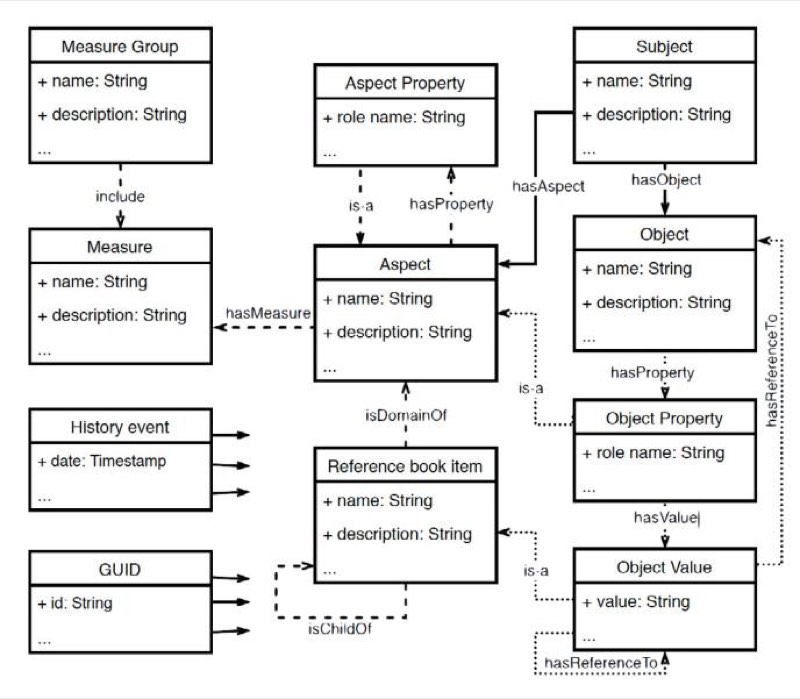 Measure Group
+ name: String
+ description: String
...
include
Measure
+ name: String
+ description: String
...
History event
+ date: Timestamp
...
GUID
+ id: String
...
Aspect Property
+ role name: String
...
is-a
hasProperty
Aspect
+ name: String
+ description: String
...
hasMeasure
isDomainOf
Reference book item
+ name: String
+ description: String
...
isChildOf
Subject
+ name: String
+ description: String
...
hasAspect
hasObject
Object
+ name: String
+ description: String
...
hasProperty
is-a
Object Property
+ role name: String
...
hasValue
is-a
Object Value
+ value: String
...
hasReferenceTo
hasReferenceTo